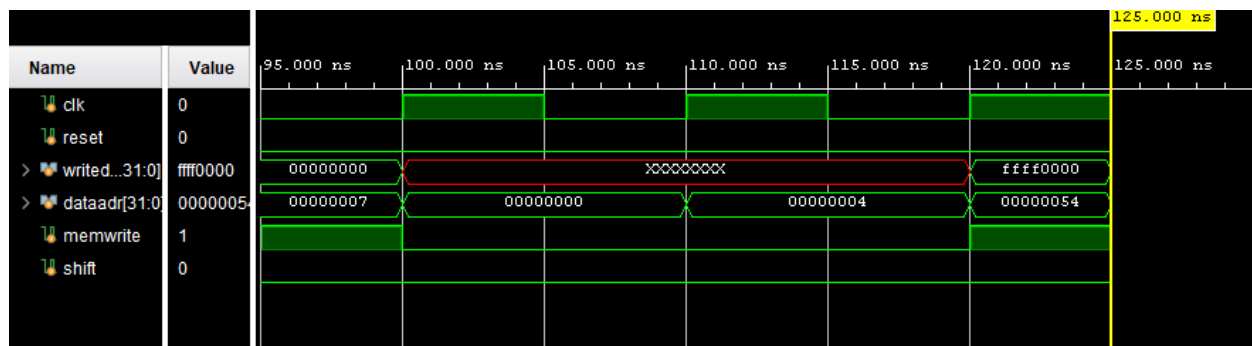 125.000 ns
Name Value 95.000 ns 100.000 ns 105.000 ns 110.000 ns 115.000 ns 120.000 ns 125.000 ns
clk 0
reset 0
writed...31:0] ffff0000 00000000 XXXXXXXX ffff0000
dataadr[31:0] 00000054 00000007 00000000 00000004 00000054
memwrite 1
shift 0